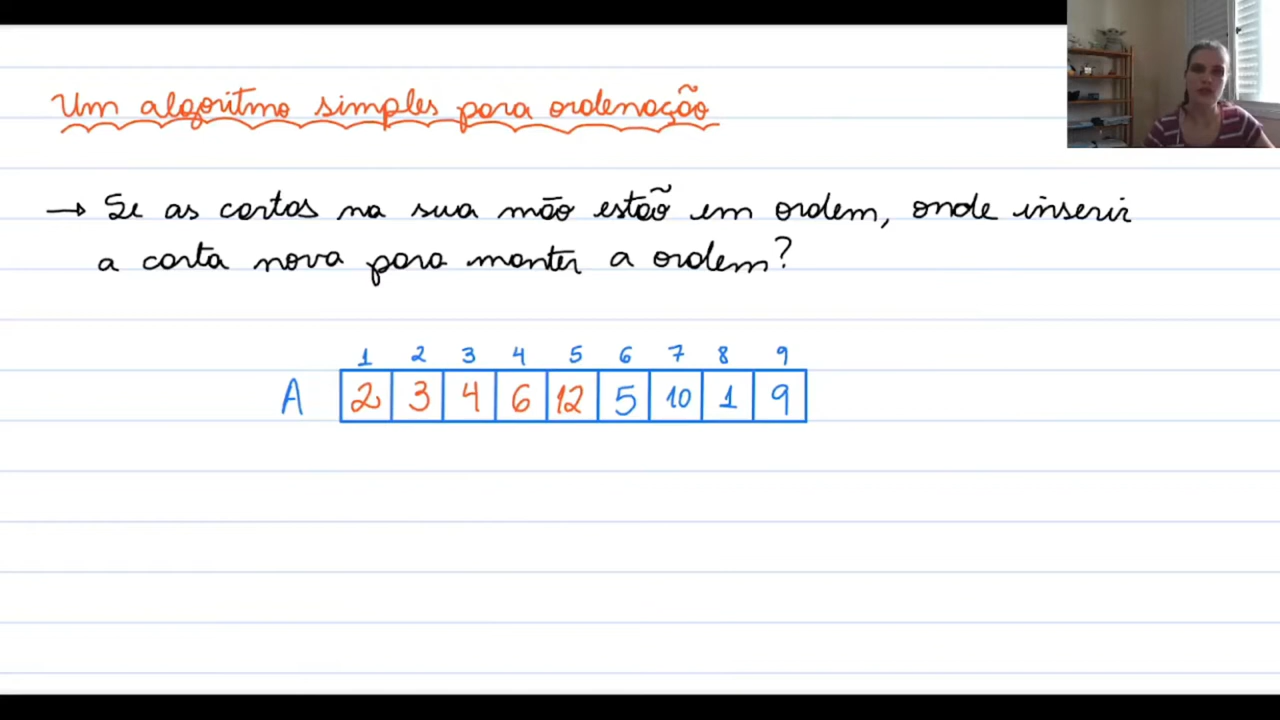 Um algoritmo simples para ordenação
→ Se as cartas na sua mão estão em ordem, onde inserir
a carta nova para manter a ordem?
1 2 3 4 5 6 7 8 9
A 2 3 4 6 12 5 10 1 9